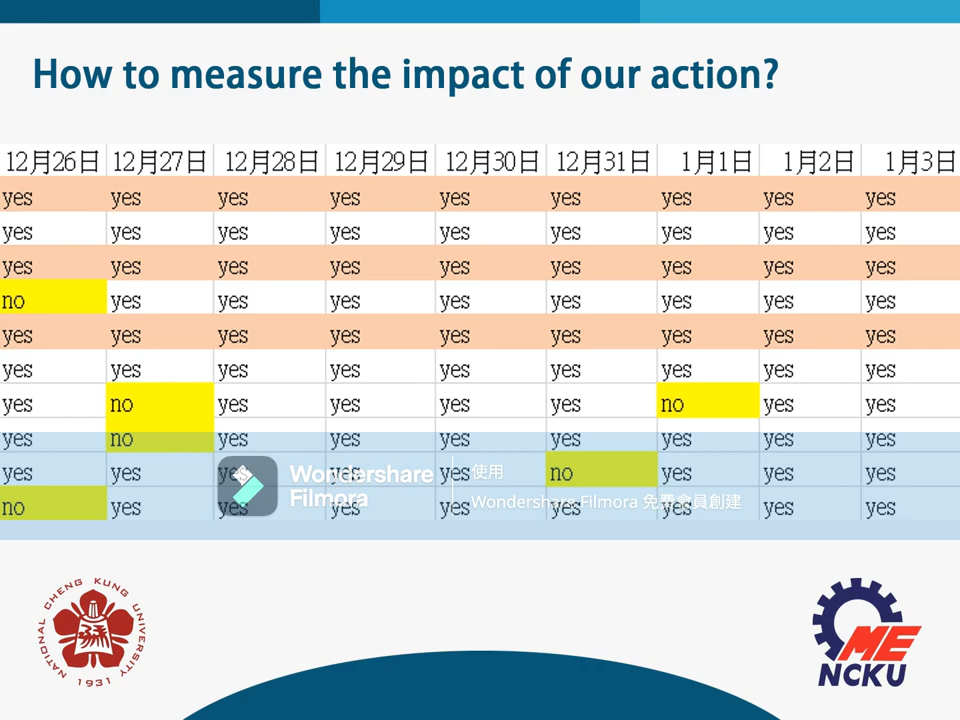 How to measure the impact of our action?
12月26日 12月27日 12月28日 12月29日 12月30日 12月31日 1月1日 1月2日 1月3日
yes yes yes yes yes yes yes yes yes
yes yes yes yes yes yes yes yes yes
yes yes yes yes yes yes yes yes yes
no yes yes yes yes yes yes yes yes
yes yes yes yes yes yes yes yes yes
yes yes yes yes yes yes yes yes yes
yes no yes yes yes yes no yes yes
yes no yes yes yes yes yes yes yes
yes yes yes yes yes no yes yes yes
no yes yes yes yes yes yes yes yes
Wondershare
Filmora
使用
Wondershare Filmora 免費會員創建
NATIONAL CHENG KUNG UNIVERSITY
1931
ME
NCKU